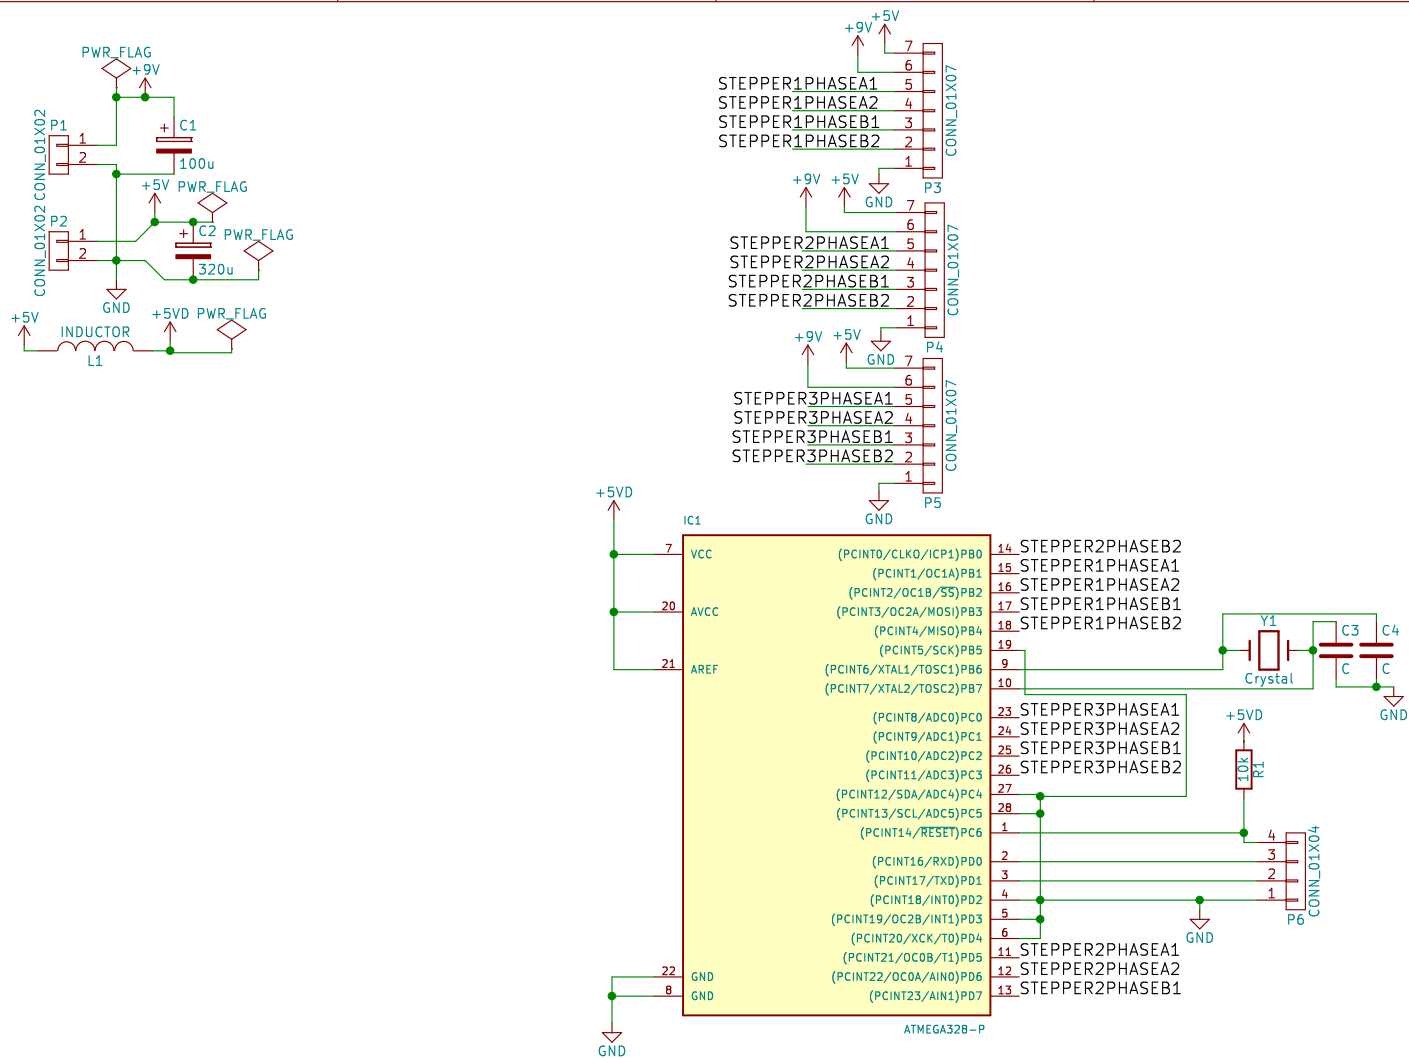 PWR_FLAG
+9V
P1
CONN_01X02
1
2
+
C1
100u
+5V
PWR_FLAG
P2
CONN_01X02
1
2
+
C2
320u
PWR_FLAG
GND
+5V
INDUCTOR
L1
+5VD
PWR_FLAG
+9V
+5V
7
6
STEPPER1PHASEA1 5
STEPPER1PHASEA2 4
STEPPER1PHASEB1 3
STEPPER1PHASEB2 2
1
GND
CONN_01X07
P3
+9V
+5V
7
6
STEPPER2PHASEA1 5
STEPPER2PHASEA2 4
STEPPER2PHASEB1 3
STEPPER2PHASEB2 2
1
GND
CONN_01X07
P4
+9V
+5V
7
6
STEPPER3PHASEA1 5
STEPPER3PHASEA2 4
STEPPER3PHASEB1 3
STEPPER3PHASEB2 2
1
GND
CONN_01X07
P5
+5VD
IC1
7 VCC
20 AVCC
21 AREF
22 GND
8 GND
GND
(PCINT0/CLKO/ICP1)PB0 14 STEPPER2PHASEB2
(PCINT1/OC1A)PB1 15 STEPPER1PHASEA1
(PCINT2/OC1B/SS)PB2 16 STEPPER1PHASEA2
(PCINT3/OC2A/MOSI)PB3 17 STEPPER1PHASEB1
(PCINT4/MISO)PB4 18 STEPPER1PHASEB2
(PCINT5/SCK)PB5 19
(PCINT6/XTAL1/TOSC1)PB6 9
(PCINT7/XTAL2/TOSC2)PB7 10
(PCINT8/ADC0)PC0 23 STEPPER3PHASEA1
(PCINT9/ADC1)PC1 24 STEPPER3PHASEA2
(PCINT10/ADC2)PC2 25 STEPPER3PHASEB1
(PCINT11/ADC3)PC3 26 STEPPER3PHASEB2
(PCINT12/SDA/ADC4)PC4 27
(PCINT13/SCL/ADC5)PC5 28
(PCINT14/RESET)PC6 1
(PCINT16/RXD)PD0 2
(PCINT17/TXD)PD1 3
(PCINT18/INT0)PD2 4
(PCINT19/OC2B/INT1)PD3 5
(PCINT20/XCK/T0)PD4 6
(PCINT21/OC0B/T1)PD5 11 STEPPER2PHASEA1
(PCINT22/OC0A/AIN0)PD6 12 STEPPER2PHASEA2
(PCINT23/AIN1)PD7 13 STEPPER2PHASEB1
ATMEGA328-P
Y1
Crystal
C3
C
C4
C
GND
+5VD
10k
R1
4
3
2
1
CONN_01X04
P6
GND